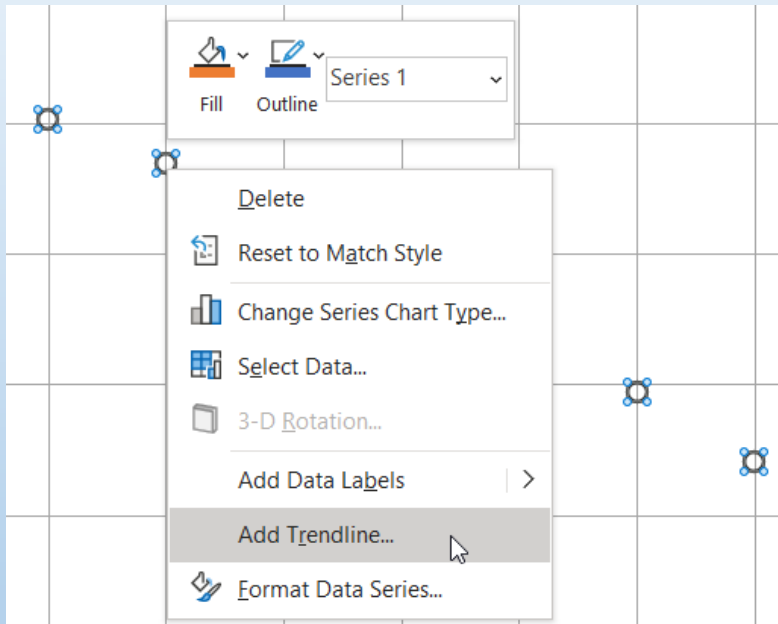 Series 1
Fill Outline
Delete
Reset to Match Style
Change Series Chart Type...
Select Data...
3-D Rotation...
Add Data Labels
Add Trendline...
Format Data Series...